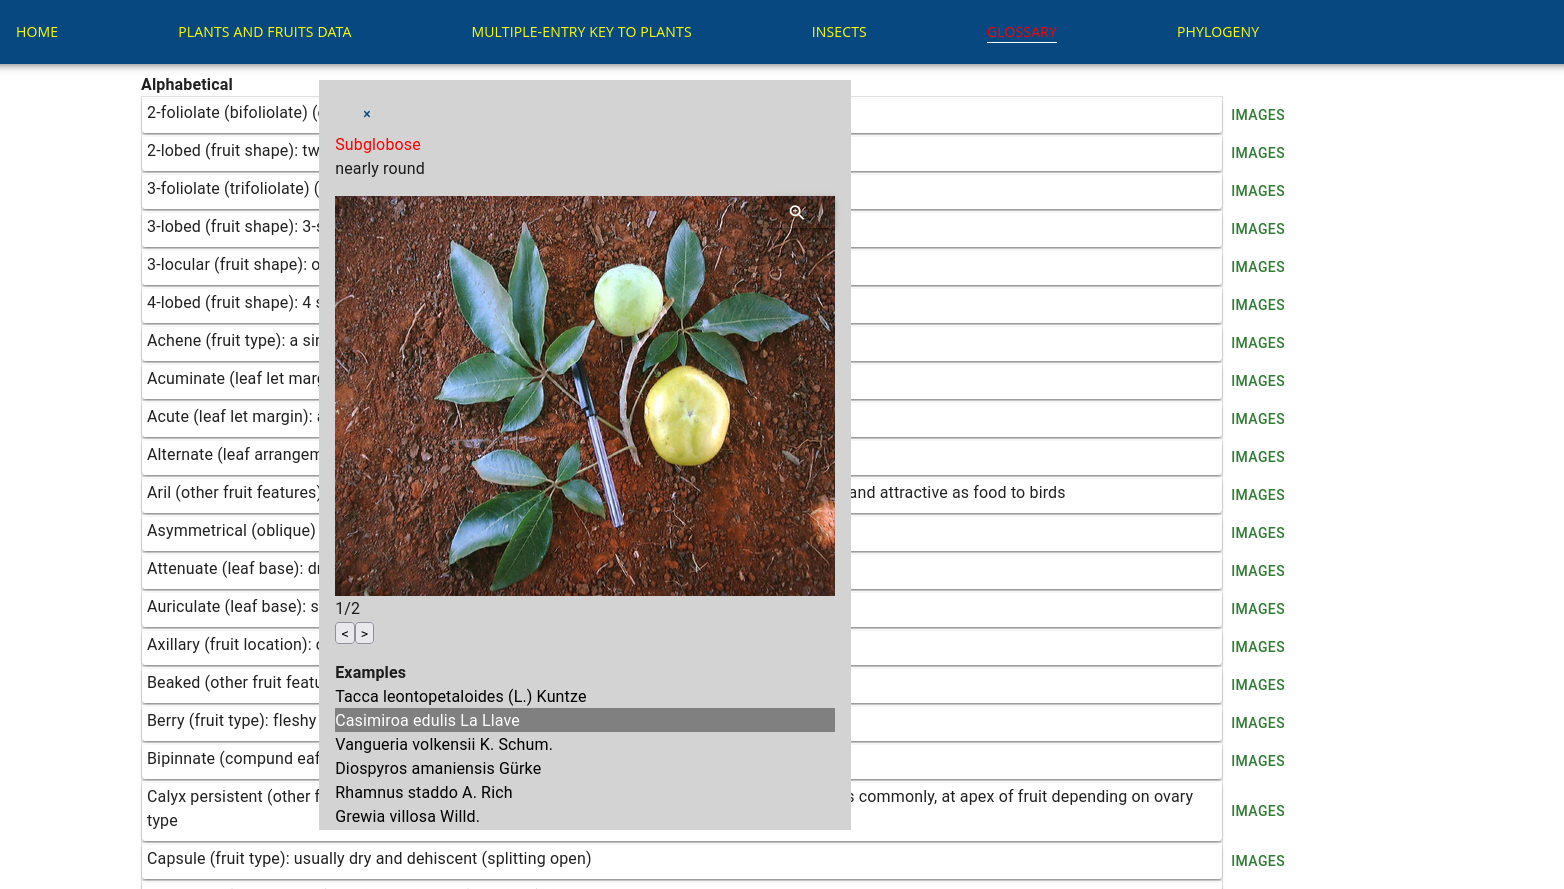 HOME PLANTS AND FRUITS DATA MULTIPLE-ENTRY KEY TO PLANTS INSECTS GLOSSARY PHYLOGENY
Alphabetical
2-foliolate (bifoliolate) ( IMAGES
2-lobed (fruit shape): tw IMAGES
3-foliolate (trifoliolate) ( IMAGES
3-lobed (fruit shape): 3- IMAGES
3-locular (fruit shape): o IMAGES
4-lobed (fruit shape): 4 s IMAGES
Achene (fruit type): a sir IMAGES
Acuminate (leaf let marg IMAGES
Acute (leaf let margin): IMAGES
Alternate (leaf arrangem IMAGES
Aril (other fruit features) and attractive as food to birds IMAGES
Asymmetrical (oblique) IMAGES
Attenuate (leaf base): d IMAGES
Auriculate (leaf base): s IMAGES
Axillary (fruit location): IMAGES
Beaked (other fruit featu IMAGES
Berry (fruit type): fleshy IMAGES
Bipinnate (compund eaf IMAGES
Calyx persistent (other f s commonly, at apex of fruit depending on ovary
type IMAGES
Capsule (fruit type): usually dry and dehiscent (splitting open) IMAGES
×
Subglobose
nearly round
1/2
< >
Examples
Tacca leontopetaloides (L.) Kuntze
Casimiroa edulis La Llave
Vangueria volkensii K. Schum.
Diospyros amaniensis Gürke
Rhamnus staddo A. Rich
Grewia villosa Willd.